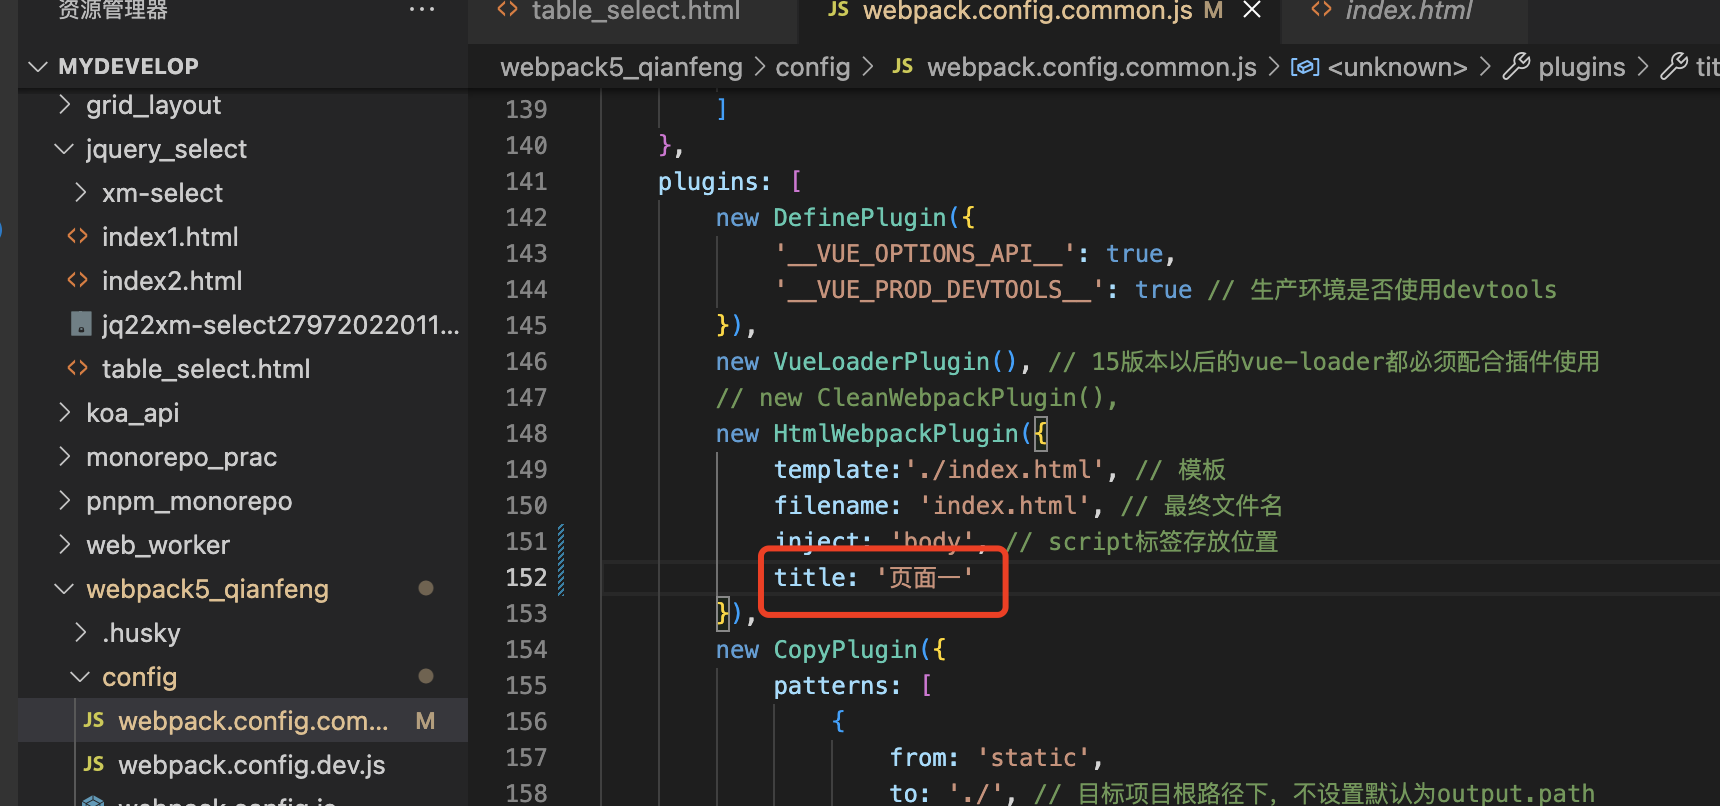 资源管理器 ···
MYDEVELOP
grid_layout
jquery_select
xm-select
index1.html
index2.html
jq22xm-select27972022011...
table_select.html
koa_api
monorepo_prac
pnpm_monorepo
web_worker
webpack5_qianfeng
.husky
config
JS webpack.config.com... M
JS webpack.config.dev.js
webpack.config.js
<> table_select.html
JS webpack.config.common.js M ×
<> index.html
webpack5_qianfeng > config > JS webpack.config.common.js > <unknown> > plugins > tit
139 ]
140 },
141 plugins: [
142 new DefinePlugin({
143 '__VUE_OPTIONS_API__': true,
144 '__VUE_PROD_DEVTOOLS__': true // 生产环境是否使用devtools
145 }),
146 new VueLoaderPlugin(), // 15版本以后的vue-loader都必须配合插件使用
147 // new CleanWebpackPlugin(),
148 new HtmlWebpackPlugin({
149 template:'./index.html', // 模板
150 filename: 'index.html', // 最终文件名
151 inject: 'body', // script标签存放位置
152 title: '页面一'
153 }),
154 new CopyPlugin({
155 patterns: [
156 {
157 from: 'static',
158 to: './', // 目标项目根路径下，不设置默认为output.path